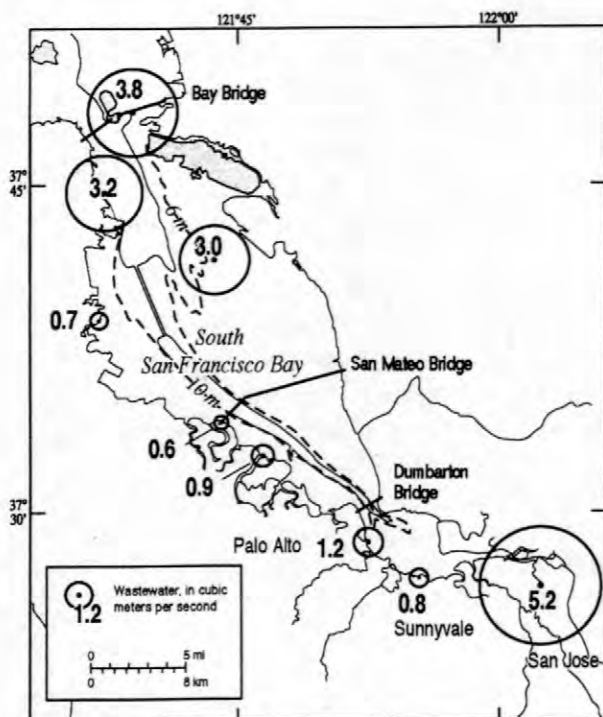 121°45' 122°00'
3.8
Bay Bridge
37°
45'
3.2
6-m
3.0
0.7
South
San Francisco Bay
San Mateo Bridge
10-m
0.6
0.9
Dumbarton
Bridge
37°
30'
Palo Alto
1.2
0.8
Sunnyvale
5.2
San Jose
1.2
Wastewater, in cubic
meters per second
0 5 mi
0 8 km